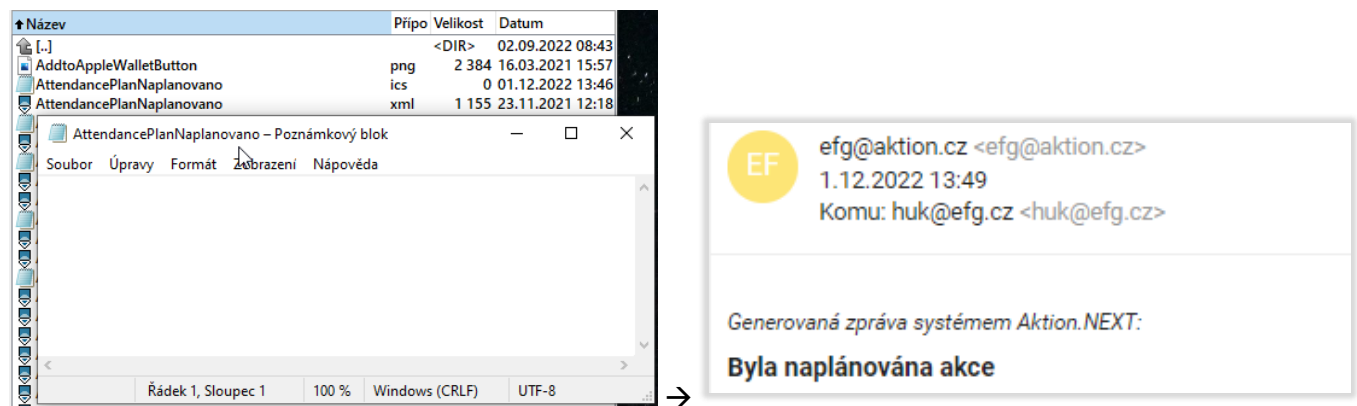 Název Přípo Velikost Datum
[..] <DIR> 02.09.2022 08:43
AddtoAppleWalletButton png 2 384 16.03.2021 15:57
AttendancePlanNaplanovano ics 0 01.12.2022 13:46
AttendancePlanNaplanovano xml 1 155 23.11.2021 12:18
AttendancePlanNaplanovano – Poznámkový blok
Soubor Úpravy Formát Zobrazení Nápověda
Řádek 1, Sloupec 1 100 % Windows (CRLF) UTF-8
→
EF
efg@aktion.cz <efg@aktion.cz>
1.12.2022 13:49
Komu: huk@efg.cz <huk@efg.cz>
Generovaná zpráva systémem Aktion.NEXT:
Byla naplánována akce